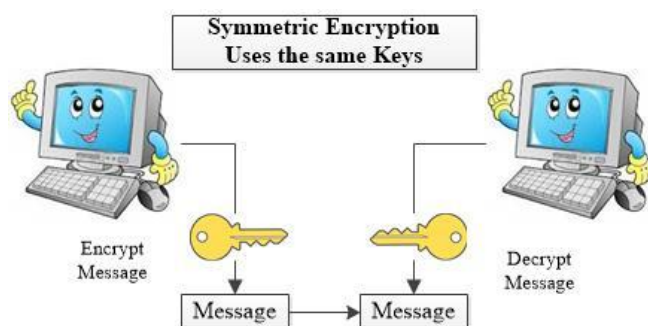 Symmetric Encryption
Uses the same Keys
Encrypt
Message
Decrypt
Message
Message
Message